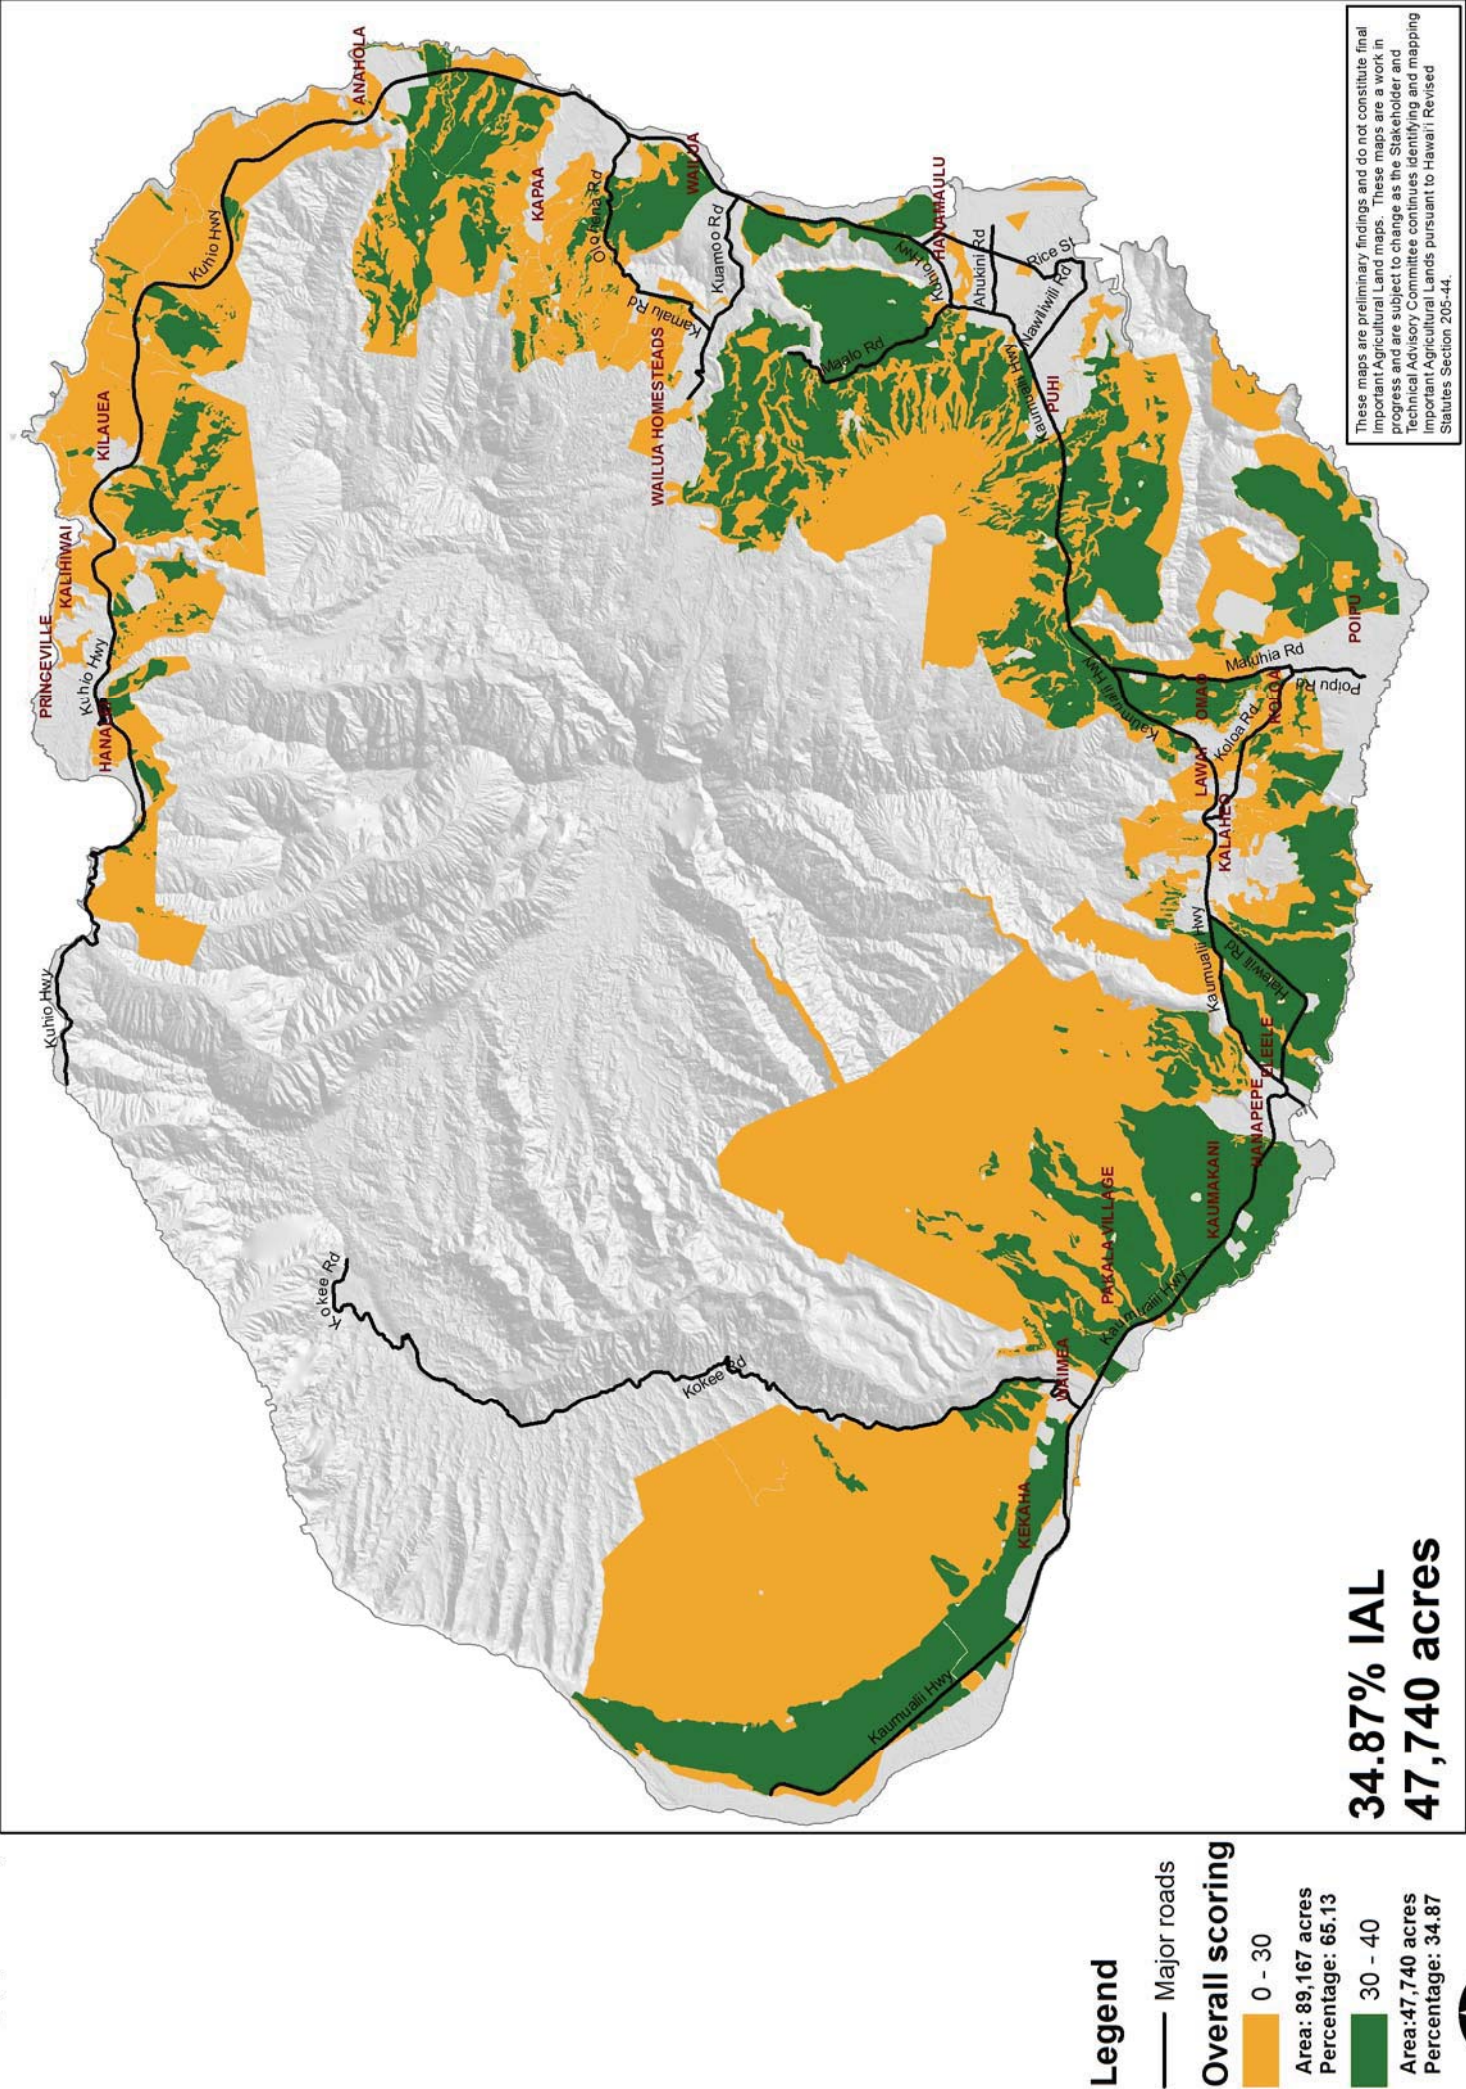 PRINCEVILLE
KALIHIWAI
KILAUEA
ANAHOLA
Kuhio Hwy
Kuhio Hwy
Kuhio Hwy
KAPAA
WAILUA
Kuamoo Rd
Kamalu Rd
WAILUA HOMESTEADS
HANAMAULU
Kuhio Hwy
Ahukini Rd
Rice St
Nawiliwili Rd
Maalo Rd
Kaumualii Hwy
PUHI
Kokee Rd
Kokee Rd
Kaumualii Hwy
Maluhia Rd
OMAO
KOLOA
Koloa Rd
Poipu Rd
POIPU
LAWAI
KALAHEO
Kaumualii Hwy
Halewili Rd
ELEELE
HANAPEPE
KAUMAKANI
PAKALA VILLAGE
Kaumualii Hwy
WAIMEA
KEKAHA
Kaumualii Hwy
34.87% IAL
47,740 acres
These maps are preliminary findings and do not constitute final
Important Agricultural Land maps. These maps are a work in
progress and are subject to change as the Stakeholder and
Technical Advisory Committee continues identifying and mapping
Important Agricultural Lands pursuant to Hawai'i Revised
Statutes Section 205-44.
Legend
Major roads
Overall scoring
0 - 30
Area: 89,167 acres
Percentage: 65.13
30 - 40
Area:47,740 acres
Percentage: 34.87